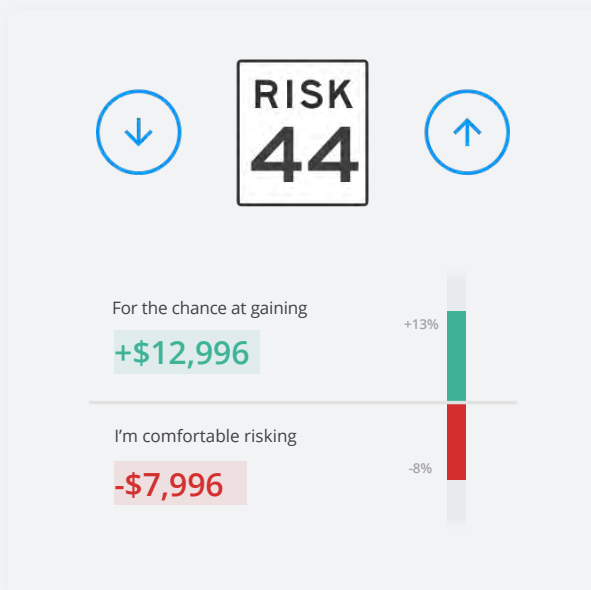 RISK
44
For the chance at gaining
+$12,996
+13%
I’m comfortable risking
-$7,996
-8%